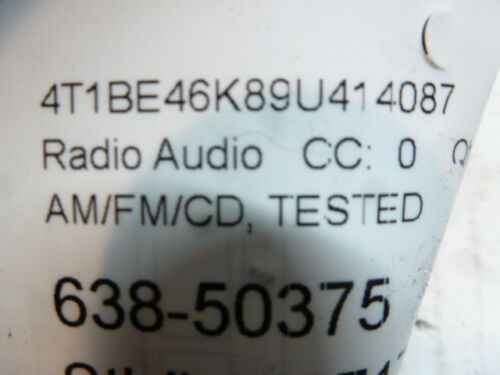 4T1BE46K89U414087
Radio Audio CC: 0
AM/FM/CD, TESTED
638-50375